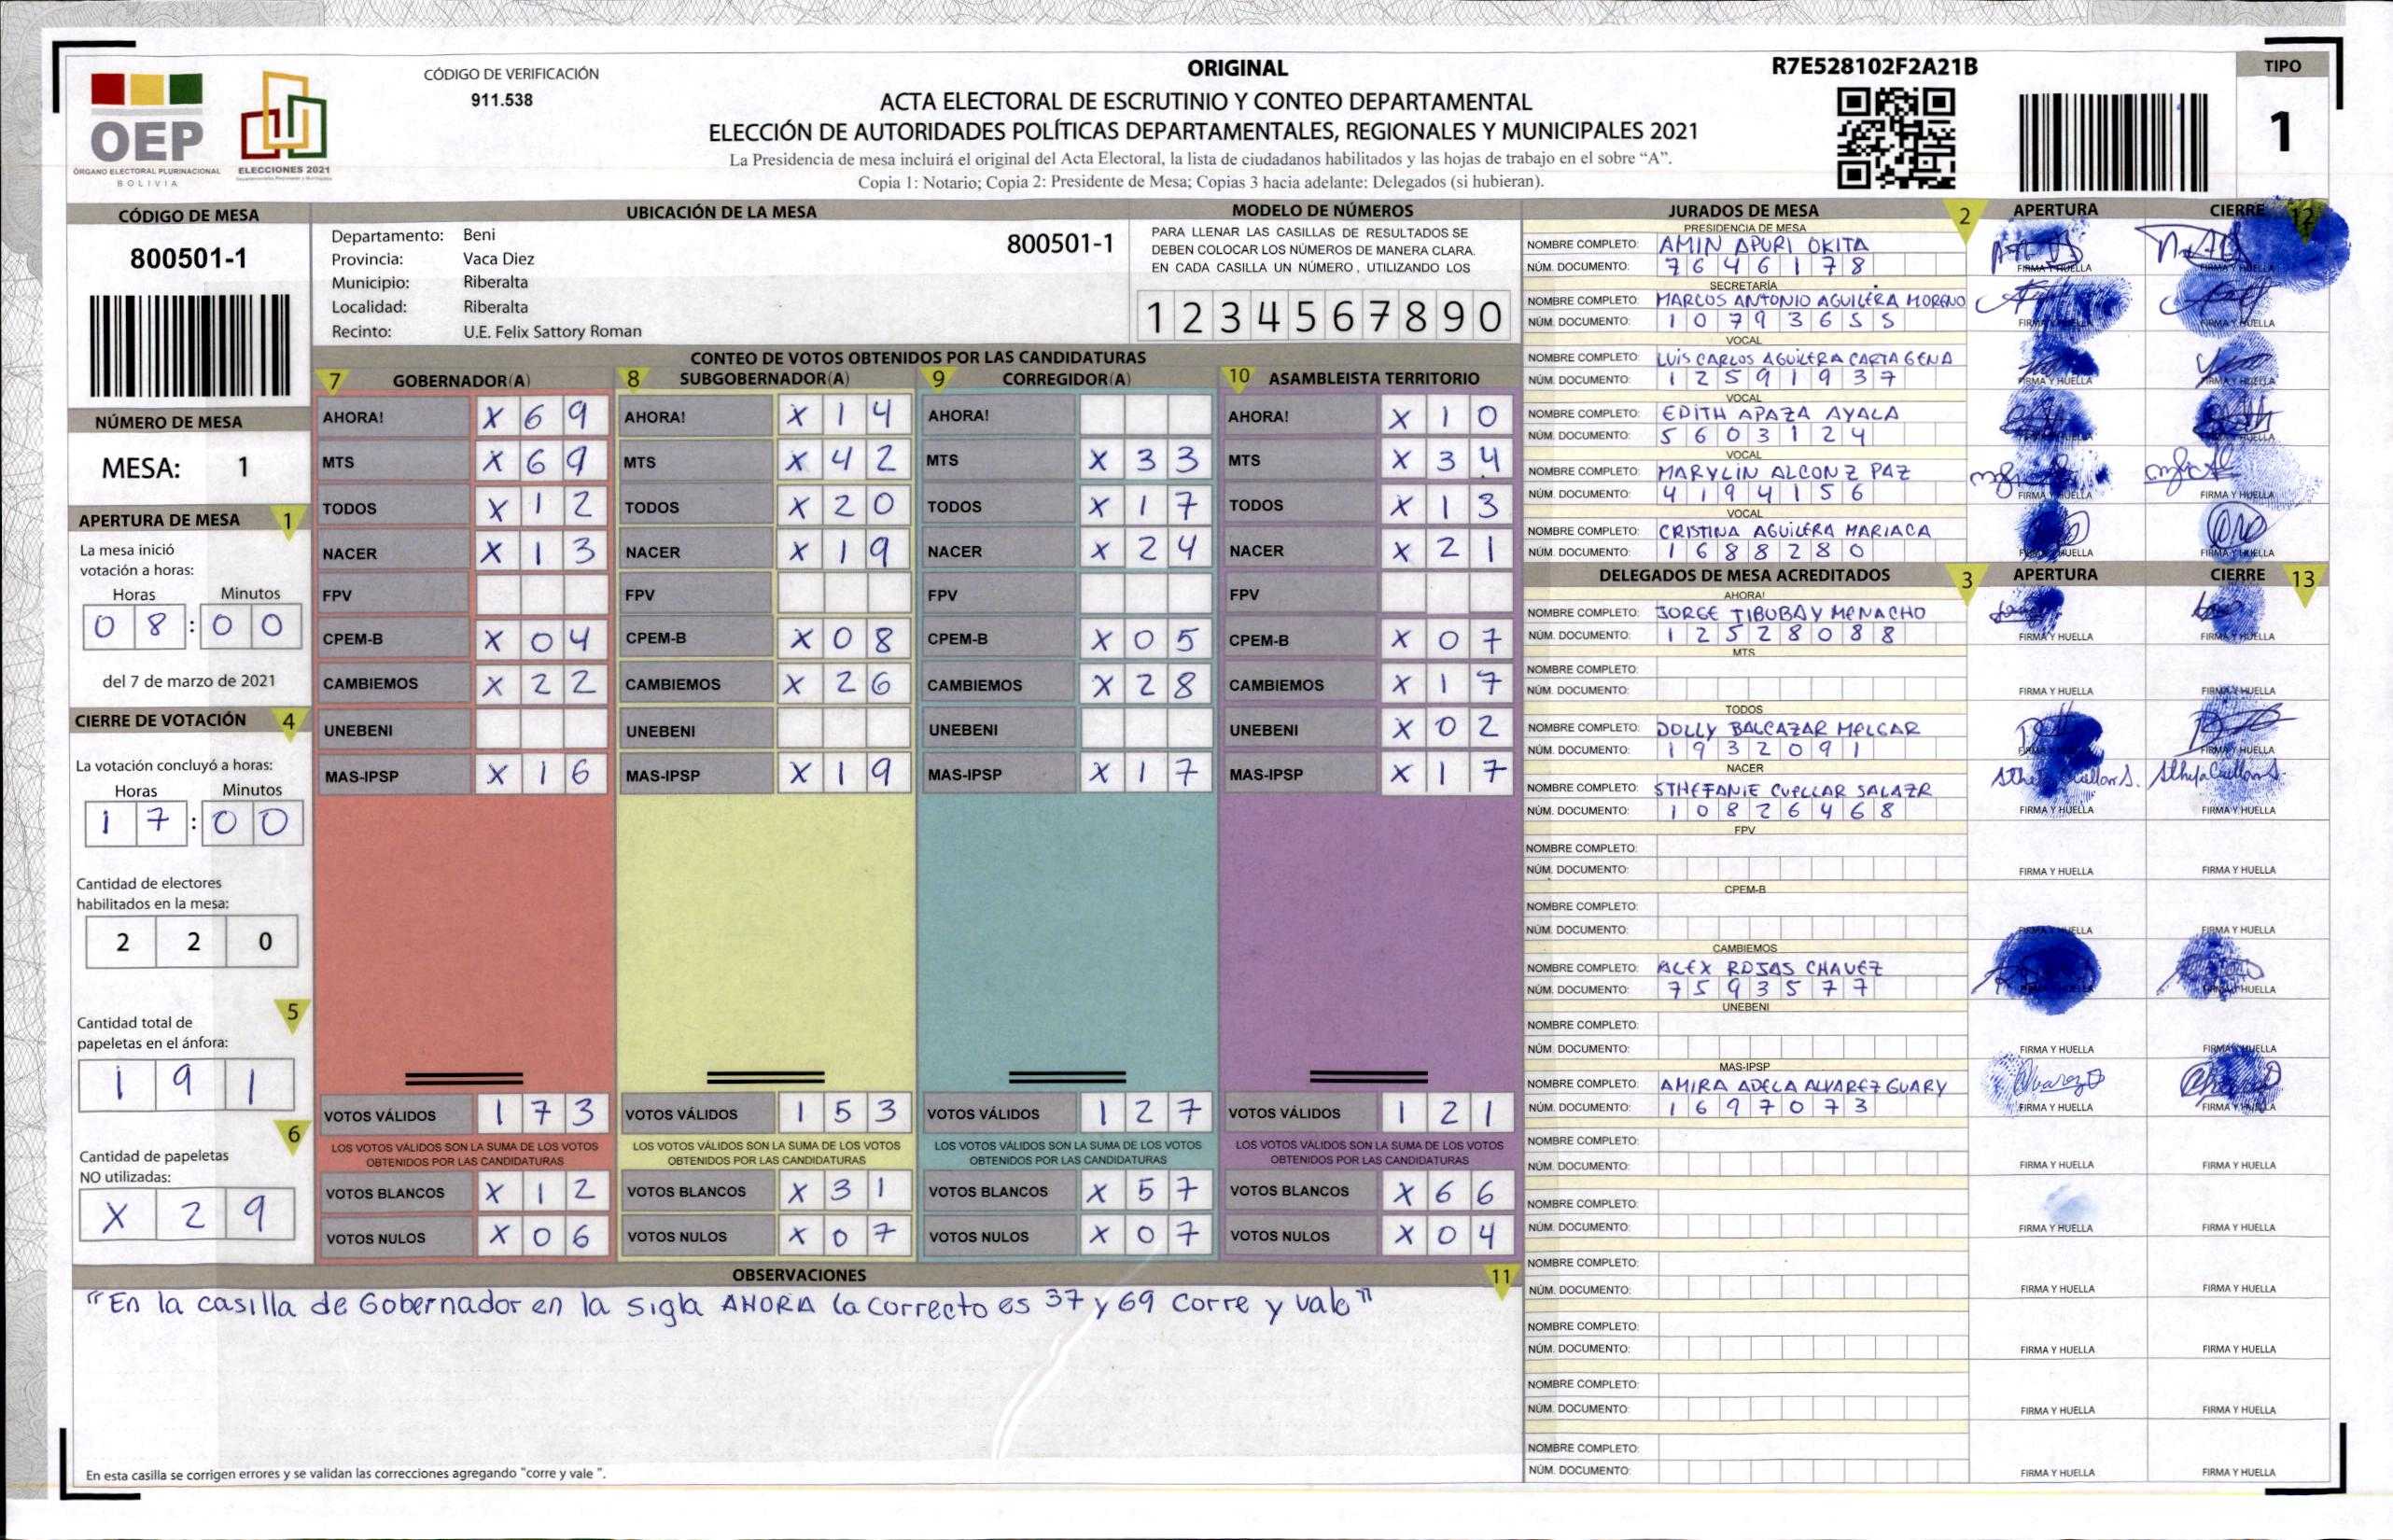 ORIGINAL
R7E528102F2A21B
TIPO
1
OEP
ÓRGANO ELECTORAL PLURINACIONAL
BOLIVIA
ELECCIONES 2021
CÓDIGO DE VERIFICACIÓN
911.538
ACTA ELECTORAL DE ESCRUTINIO Y CONTEO DEPARTAMENTAL
ELECCIÓN DE AUTORIDADES POLÍTICAS DEPARTAMENTALES, REGIONALES Y MUNICIPALES 2021
La Presidencia de mesa incluirá el original del Acta Electoral, la lista de ciudadanos habilitados y las hojas de trabajo en el sobre “A”.
Copia 1: Notario; Copia 2: Presidente de Mesa; Copias 3 hacia adelante: Delegados (si hubieran).
CÓDIGO DE MESA
800501-1
NÚMERO DE MESA
MESA: 1
APERTURA DE MESA 1
La mesa inició
votación a horas:
Horas Minutos
0 8 : 0 0
del 7 de marzo de 2021
CIERRE DE VOTACIÓN 4
La votación concluyó a horas:
Horas Minutos
1 7 : 0 0
Cantidad de electores
habilitados en la mesa:
2 2 0
5
Cantidad total de
papeletas en el ánfora:
1 9 1
6
Cantidad de papeletas
NO utilizadas:
X 2 9
UBICACIÓN DE LA MESA
Departamento: Beni
800501-1
Provincia: Vaca Diez
Municipio: Riberalta
Localidad: Riberalta
Recinto: U.E. Felix Sattory Roman
MODELO DE NÚMEROS
PARA LLENAR LAS CASILLAS DE RESULTADOS SE
DEBEN COLOCAR LOS NÚMEROS DE MANERA CLARA.
EN CADA CASILLA UN NÚMERO, UTILIZANDO LOS
1 2 3 4 5 6 7 8 9 0
CONTEO DE VOTOS OBTENIDOS POR LAS CANDIDATURAS
7 GOBERNADOR(A) 8 SUBGOBERNADOR(A) 9 CORREGIDOR(A) 10 ASAMBLEISTA TERRITORIO
AHORA! X 6 9 AHORA! X 1 4 AHORA! AHORA! X 1 0
MTS X 6 9 MTS X 4 2 MTS X 3 3 MTS X 3 4
TODOS X 1 2 TODOS X 2 0 TODOS X 1 7 TODOS X 1 3
NACER X 1 3 NACER X 1 9 NACER X 2 4 NACER X 2 1
FPV FPV FPV FPV
CPEM-B X 0 4 CPEM-B X 0 8 CPEM-B X 0 5 CPEM-B X 0 7
CAMBIEMOS X 2 2 CAMBIEMOS X 2 6 CAMBIEMOS X 2 8 CAMBIEMOS X 1 7
UNEBENI UNEBENI UNEBENI UNEBENI X 0 2
MAS-IPSP X 1 6 MAS-IPSP X 1 9 MAS-IPSP X 1 7 MAS-IPSP X 1 7
VOTOS VÁLIDOS 1 7 3 VOTOS VÁLIDOS 1 5 3 VOTOS VÁLIDOS 1 2 7 VOTOS VÁLIDOS 1 2 1
LOS VOTOS VÁLIDOS SON LA SUMA DE LOS VOTOS LOS VOTOS VÁLIDOS SON LA SUMA DE LOS VOTOS LOS VOTOS VÁLIDOS SON LA SUMA DE LOS VOTOS LOS VOTOS VÁLIDOS SON LA SUMA DE LOS VOTOS
OBTENIDOS POR LAS CANDIDATURAS OBTENIDOS POR LAS CANDIDATURAS OBTENIDOS POR LAS CANDIDATURAS OBTENIDOS POR LAS CANDIDATURAS
VOTOS BLANCOS X 1 2 VOTOS BLANCOS X 3 1 VOTOS BLANCOS X 5 7 VOTOS BLANCOS X 6 6
VOTOS NULOS X 0 6 VOTOS NULOS X 0 7 VOTOS NULOS X 0 7 VOTOS NULOS X 0 4
OBSERVACIONES 11
"En la casilla de Gobernador en la sigla AHORA lo correcto es 37 y 69 corre y vale"
En esta casilla se corrigen errores y se validan las correcciones agregando "corre y vale ".
JURADOS DE MESA 2 APERTURA CIERRE 12
PRESIDENCIA DE MESA
NOMBRE COMPLETO: AMIN APURI OKITA
NÚM. DOCUMENTO: 7 6 4 6 1 7 8 FIRMA Y HUELLA FIRMA Y HUELLA
SECRETARÍA
NOMBRE COMPLETO: MARCOS ANTONIO AGUILERA MORENO
NÚM. DOCUMENTO: 1 0 7 9 3 6 5 5 FIRMA Y HUELLA FIRMA Y HUELLA
VOCAL
NOMBRE COMPLETO: LUIS CARLOS AGUILERA CARTAGENA
NÚM. DOCUMENTO: 1 2 5 9 1 9 3 7 FIRMA Y HUELLA FIRMA Y HUELLA
VOCAL
NOMBRE COMPLETO: EDITH APAZA AYALA
NÚM. DOCUMENTO: 5 6 0 3 1 2 4 FIRMA Y HUELLA FIRMA Y HUELLA
VOCAL
NOMBRE COMPLETO: MARYLIN ALCONZ PAZ
NÚM. DOCUMENTO: 4 1 9 4 1 5 6 FIRMA Y HUELLA FIRMA Y HUELLA
VOCAL
NOMBRE COMPLETO: CRISTINA AGUILERA MARIACA
NÚM. DOCUMENTO: 1 6 8 8 2 8 0 FIRMA Y HUELLA FIRMA Y HUELLA
DELEGADOS DE MESA ACREDITADOS 3 APERTURA CIERRE 13
AHORA!
NOMBRE COMPLETO: JORGE TIBUBAY MENACHO
NÚM. DOCUMENTO: 1 2 5 2 8 0 8 8 FIRMA Y HUELLA FIRMA Y HUELLA
MTS
NOMBRE COMPLETO:
NÚM. DOCUMENTO: FIRMA Y HUELLA FIRMA Y HUELLA
TODOS
NOMBRE COMPLETO: DOLLY BALCAZAR MELGAR
NÚM. DOCUMENTO: 1 9 3 2 0 9 1 FIRMA Y HUELLA FIRMA Y HUELLA
NACER
NOMBRE COMPLETO: STHEFANIE CUELLAR SALAZR
NÚM. DOCUMENTO: 1 0 8 2 6 4 6 8 FIRMA Y HUELLA FIRMA Y HUELLA
FPV
NOMBRE COMPLETO:
NÚM. DOCUMENTO: FIRMA Y HUELLA FIRMA Y HUELLA
CPEM-B
NOMBRE COMPLETO:
NÚM. DOCUMENTO: FIRMA Y HUELLA FIRMA Y HUELLA
CAMBIEMOS
NOMBRE COMPLETO: ALEX ROJAS CHAVEZ
NÚM. DOCUMENTO: 7 5 9 3 5 7 7 FIRMA Y HUELLA FIRMA Y HUELLA
UNEBENI
NOMBRE COMPLETO:
NÚM. DOCUMENTO: FIRMA Y HUELLA FIRMA Y HUELLA
MAS-IPSP
NOMBRE COMPLETO: AMIRA ADELA ALVAREZ GUARY
NÚM. DOCUMENTO: 1 6 9 7 0 7 3 FIRMA Y HUELLA FIRMA Y HUELLA
NOMBRE COMPLETO:
NÚM. DOCUMENTO: FIRMA Y HUELLA FIRMA Y HUELLA
NOMBRE COMPLETO:
NÚM. DOCUMENTO: FIRMA Y HUELLA FIRMA Y HUELLA
NOMBRE COMPLETO:
NÚM. DOCUMENTO: FIRMA Y HUELLA FIRMA Y HUELLA
NOMBRE COMPLETO:
NÚM. DOCUMENTO: FIRMA Y HUELLA FIRMA Y HUELLA
NOMBRE COMPLETO:
NÚM. DOCUMENTO: FIRMA Y HUELLA FIRMA Y HUELLA
NOMBRE COMPLETO:
NÚM. DOCUMENTO: FIRMA Y HUELLA FIRMA Y HUELLA